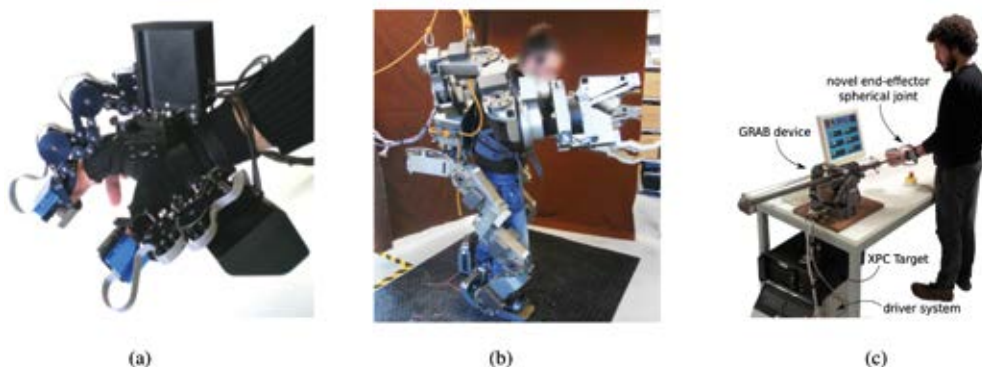 novel end-effector
spherical joint
GRAB device
XPC Target
driver system
(a)
(b)
(c)